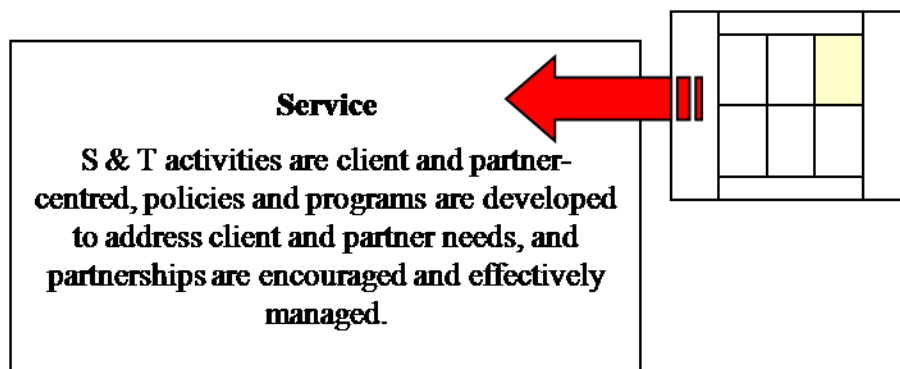 Service
S & T activities are client and partner-
centred, policies and programs are developed
to address client and partner needs, and
partnerships are encouraged and effectively
managed.